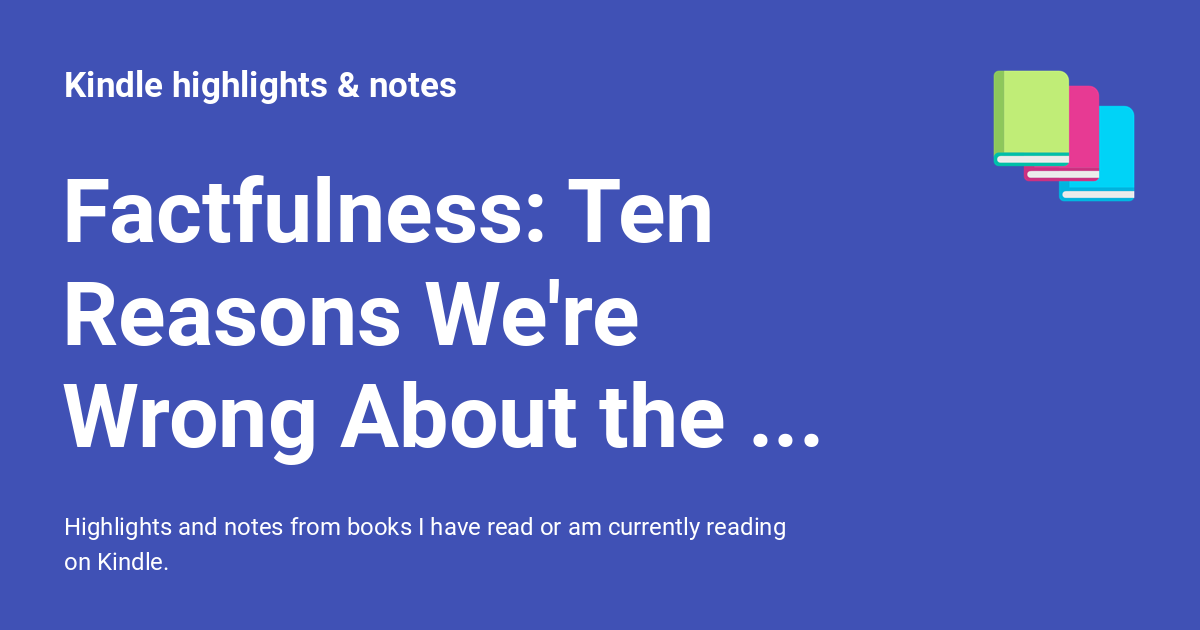 Kindle highlights & notes
Factfulness: Ten
Reasons We're
Wrong About the ...
Highlights and notes from books I have read or am currently reading
on Kindle.